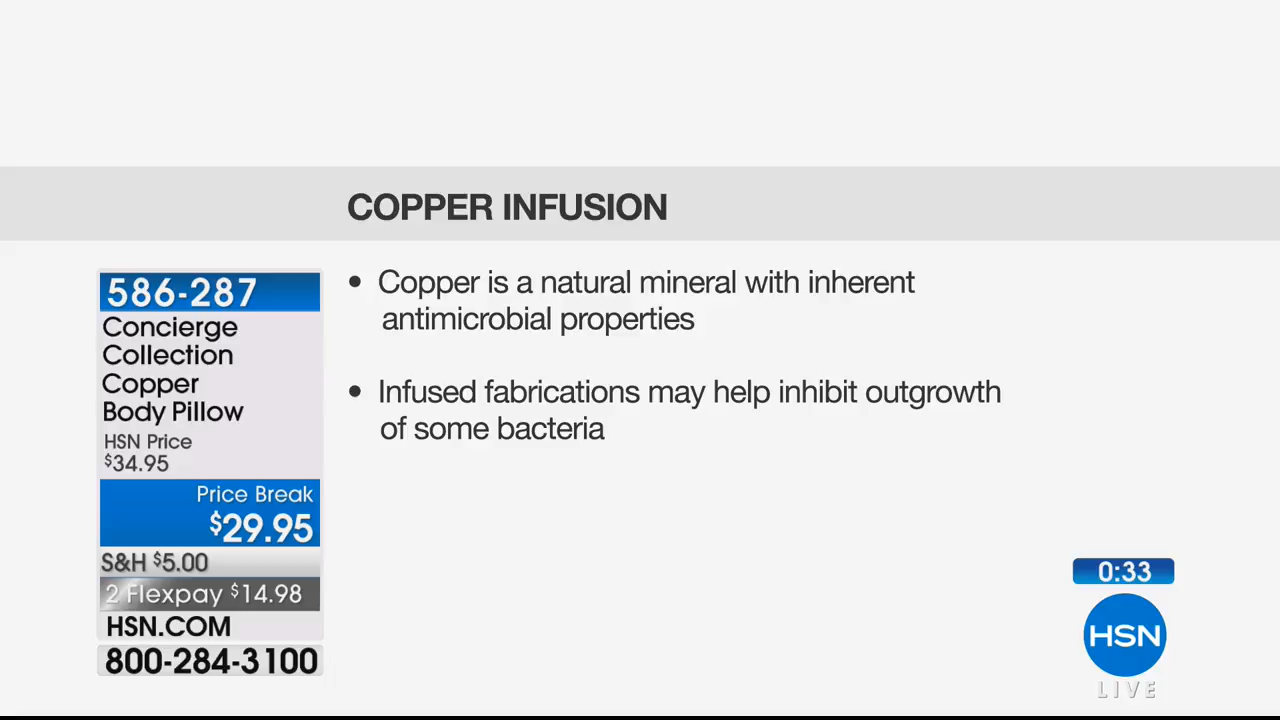 COPPER INFUSION
• Copper is a natural mineral with inherent
antimicrobial properties
• Infused fabrications may help inhibit outgrowth
of some bacteria
586-287
Concierge
Collection
Copper
Body Pillow
HSN Price
$34.95
Price Break
$29.95
S&H $5.00
2 Flexpay $14.98
HSN.COM
800-284-3100
0:33
HSN
LIVE